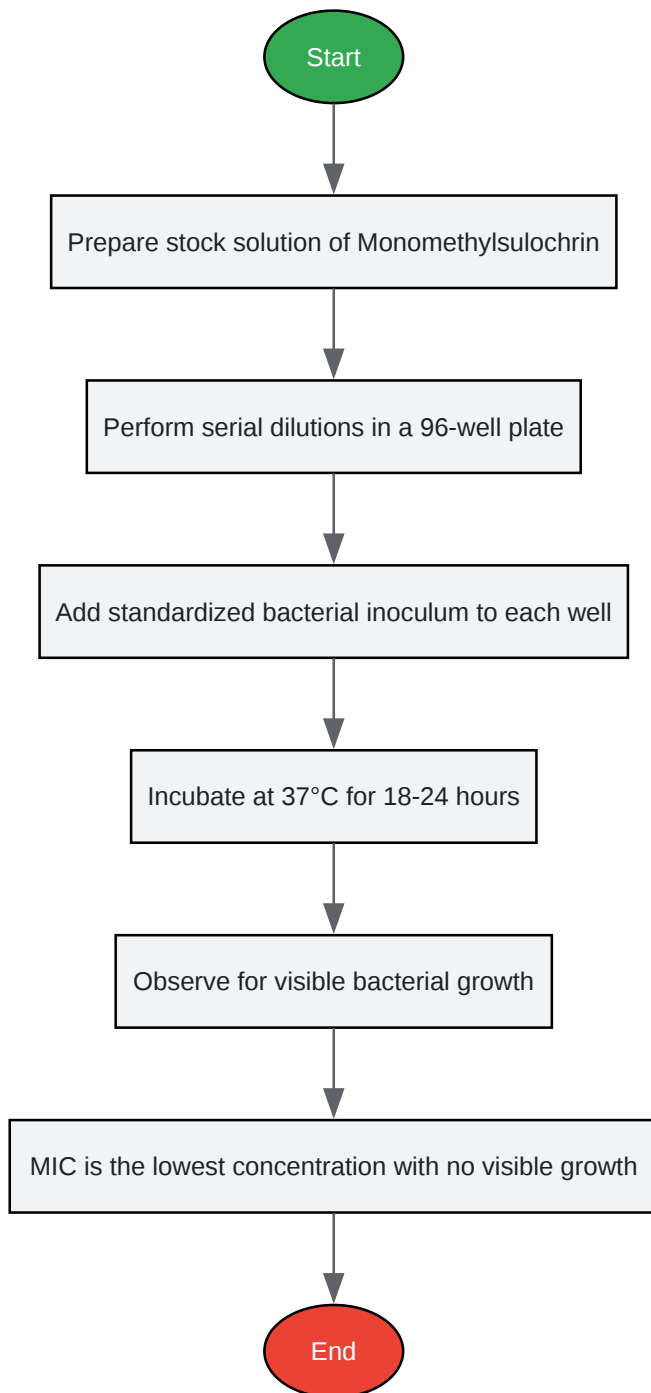 Start
Prepare stock solution of Monomethylsulochrin
Perform serial dilutions in a 96-well plate
Add standardized bacterial inoculum to each well
Incubate at 37°C for 18-24 hours
Observe for visible bacterial growth
MIC is the lowest concentration with no visible growth
End